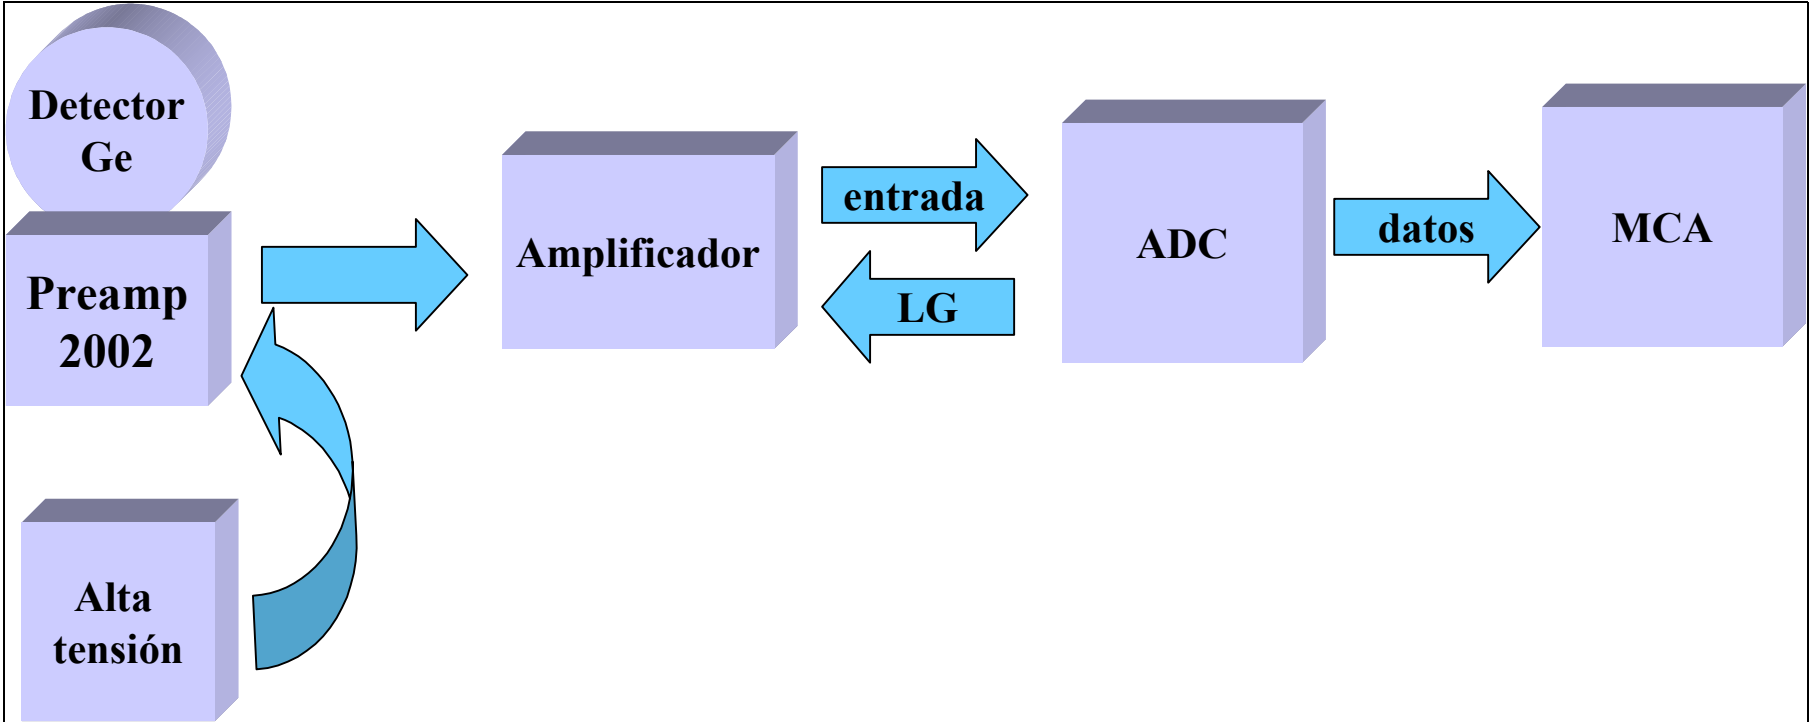 Detector
Ge
Preamp
2002
Alta
tensión
Amplificador
entrada
LG
ADC
datos
MCA